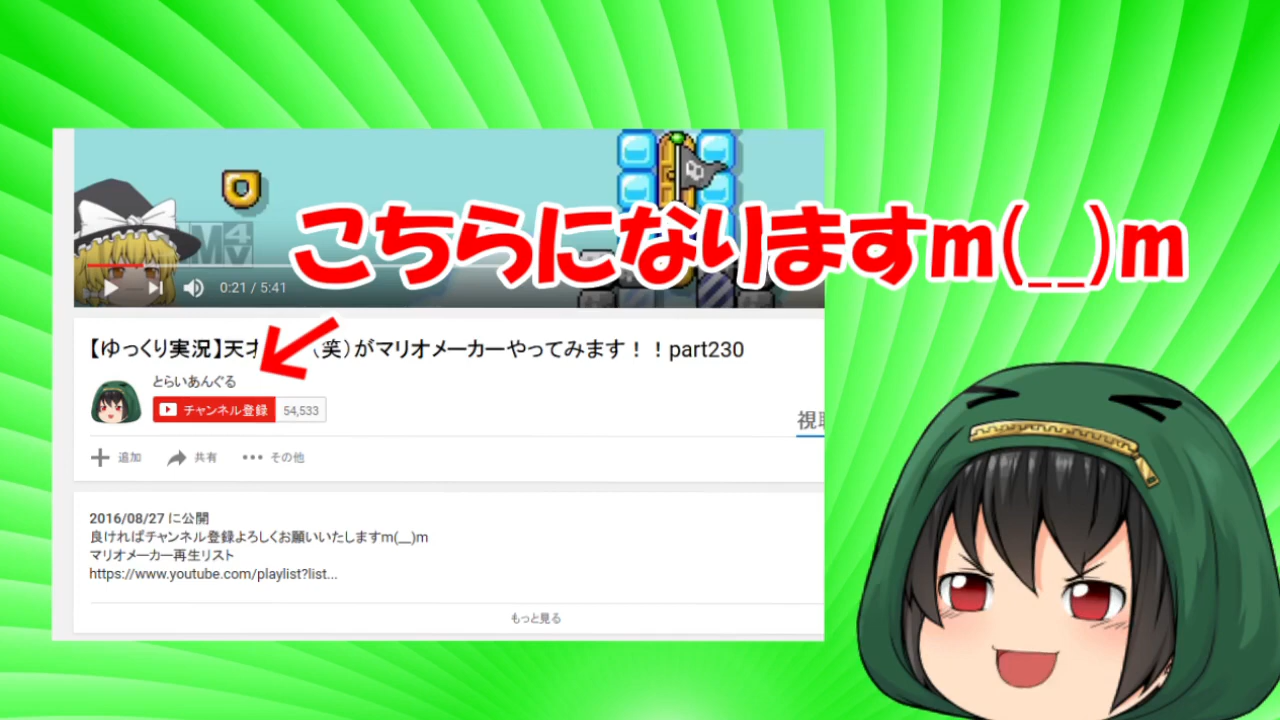 こちらになりますm(__)m
0:21 / 5:41
【ゆっくり実況】天才 (笑)がマリオメーカーやってみます！！part230
とらいあんぐる
チャンネル登録 54,533
追加 共有 その他
2016/08/27 に公開
良ければチャンネル登録よろしくお願いいたしますm(__)m
マリオメーカー再生リスト
https://www.youtube.com/playlist?list...
もっと見る